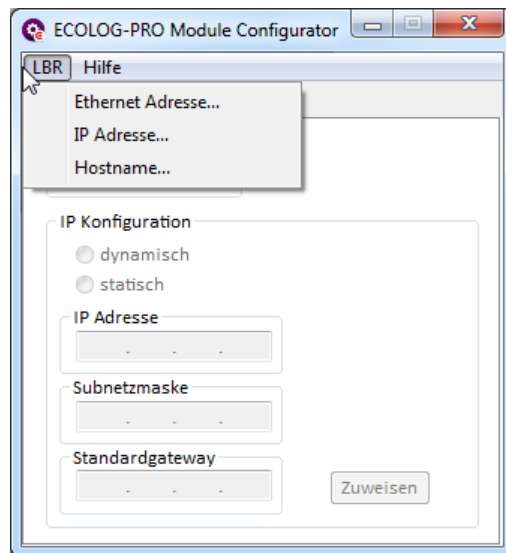 ECOLOG-PRO Module Configurator
LBR Hilfe
Ethernet Adresse...
IP Adresse...
Hostname...
IP Konfiguration
dynamisch
statisch
IP Adresse
. . .
Subnetzmaske
. . .
Standardgateway
. . .
Zuweisen